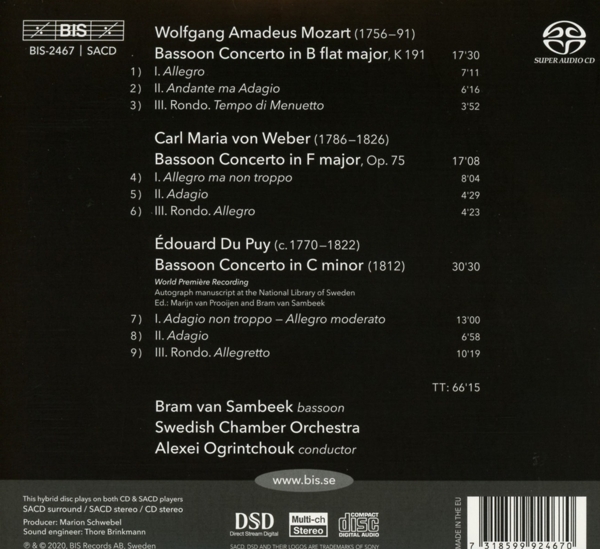 BIS
BIS-2467 | SACD
SUPER AUDIO CD
Wolfgang Amadeus Mozart (1756–91)
Bassoon Concerto in B flat major, K 191 17'30
1) I. Allegro 7'11
2) II. Andante ma Adagio 6'16
3) III. Rondo. Tempo di Menuetto 3'52
Carl Maria von Weber (1786–1826)
Bassoon Concerto in F major, Op. 75 17'08
4) I. Allegro ma non troppo 8'04
5) II. Adagio 4'29
6) III. Rondo. Allegro 4'23
Édouard Du Puy (c. 1770–1822)
Bassoon Concerto in C minor (1812) 30'30
World Première Recording
Autograph manuscript at the National Library of Sweden
Ed.: Marijn van Prooijen and Bram van Sambeek
7) I. Adagio non troppo – Allegro moderato 13'00
8) II. Adagio 6'58
9) III. Rondo. Allegretto 10'19
TT: 66'15
Bram van Sambeek bassoon
Swedish Chamber Orchestra
Alexei Ogrintchouk conductor
www.bis.se
This hybrid disc plays on both CD & SACD players
SACD surround / SACD stereo / CD stereo
Producer: Marion Schwebel
Sound engineer: Thore Brinkmann
℗ & © 2020, BIS Records AB, Sweden
DSD
Direct Stream Digital
Multi-ch
Stereo
COMPACT
disc
DIGITAL AUDIO
SACD, DSD AND THEIR LOGOS ARE TRADEMARKS OF SONY
MADE IN THE EU
7 318599 924670